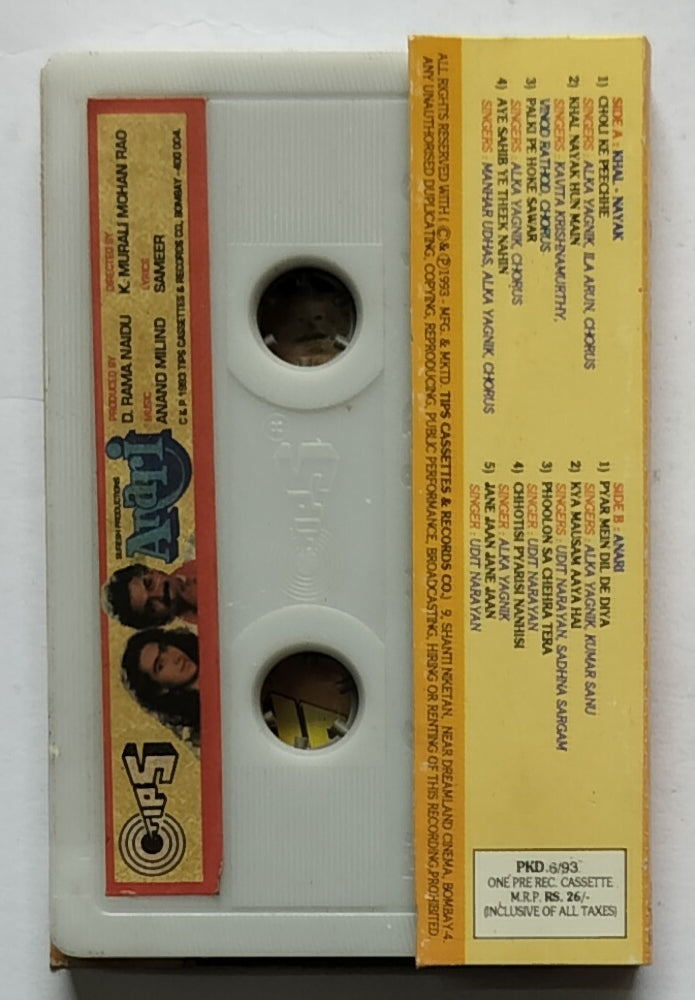 SURESH PRODUCTIONS
Anari
PRODUCED BY
D. RAMA NAIDU
DIRECTED BY
K. MURALI MOHAN RAO
MUSIC
ANAND MILIND
LYRICS
SAMEER
C & P 1993 TIPS CASSETTES & RECORDS CO., BOMBAY - 400 004.
TIPS
TIPS ®
SIDE A : KHAL - NAYAK
1) CHOLI KE PEECHHE
SINGERS : ALKA YAGNIK, ILA ARUN, CHORUS
2) KHAL NAYAK HUN MAIN
SINGERS : KAVITA KRISHNAMURTHY,
VINOD RATHOD, CHORUS
3) PALKI PE HOKE SAWAR
SINGERS : ALKA YAGNIK, CHORUS
4) AYE SAHIB YE THEEK NAHIN
SINGERS : MANHAR UDHAS, ALKA YAGNIK, CHORUS
SIDE B : ANARI
1) PYAR MEIN DIL DE DIYA
SINGERS : ALKA YAGNIK, KUMAR SANU
2) KYA MAUSAM AAYA HAI
SINGERS : UDIT NARAYAN, SADHNA SARGAM
3) PHOOLON SA CHEHRA TERA
SINGER : UDIT NARAYAN
4) CHHOTISI PYARISI NANHISI
SINGER : ALKA YAGNIK
5) JANE JAAN JANE JAAN
SINGER : UDIT NARAYAN
ALL RIGHTS RESERVED WITH ( © & ℗ 1993 - MFG. & MKTD. TIPS CASSETTES & RECORDS CO.) 9, SHANTI NIKETAN, NEAR DREAMLAND CINEMA, BOMBAY-4.
ANY UNAUTHORISED DUPLICATING, COPYING, REPRODUCING, PUBLIC PERFORMANCE, BROADCASTING, HIRING OR RENTING OF THIS RECORDING PROHIBITED
PKD. 6/93
ONE PRE REC. CASSETTE
M.R.P. RS. 26/-
(INCLUSIVE OF ALL TAXES)